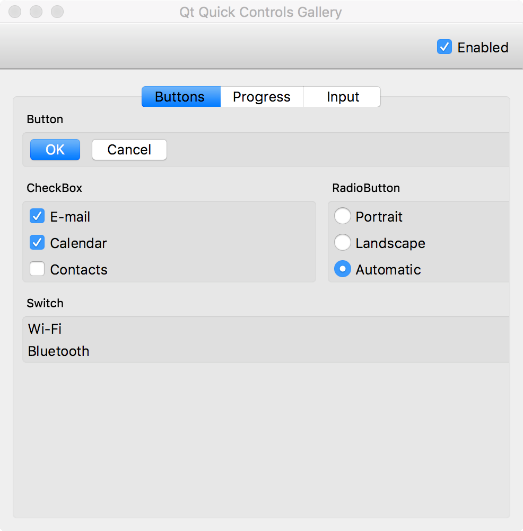 Qt Quick Controls Gallery
Enabled
Buttons Progress Input
Button
OK Cancel
CheckBox RadioButton
E-mail Portrait
Calendar Landscape
Contacts Automatic
Switch
Wi-Fi
Bluetooth